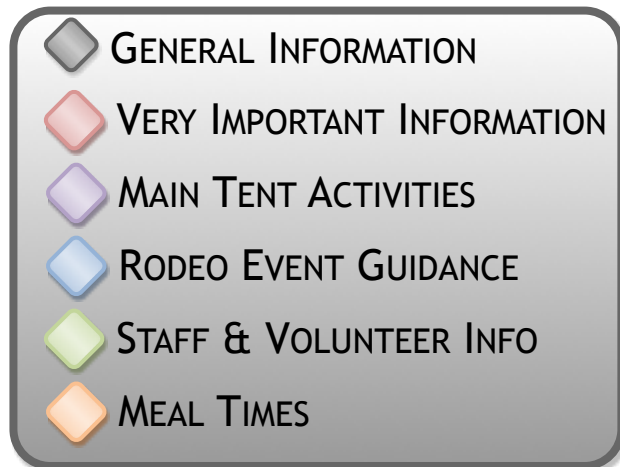 General Information
Very Important Information
Main Tent Activities
Rodeo Event Guidance
Staff & Volunteer Info
Meal Times